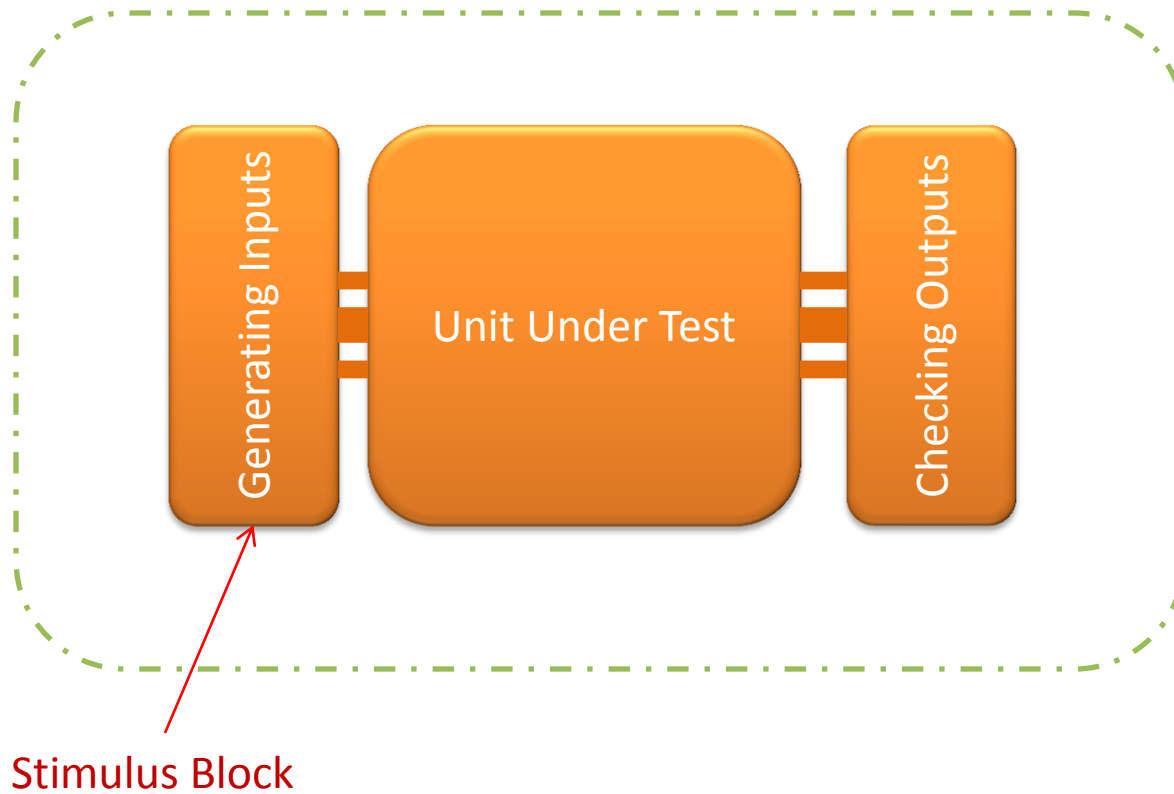 Generating Inputs
Unit Under Test
Checking Outputs
Stimulus Block